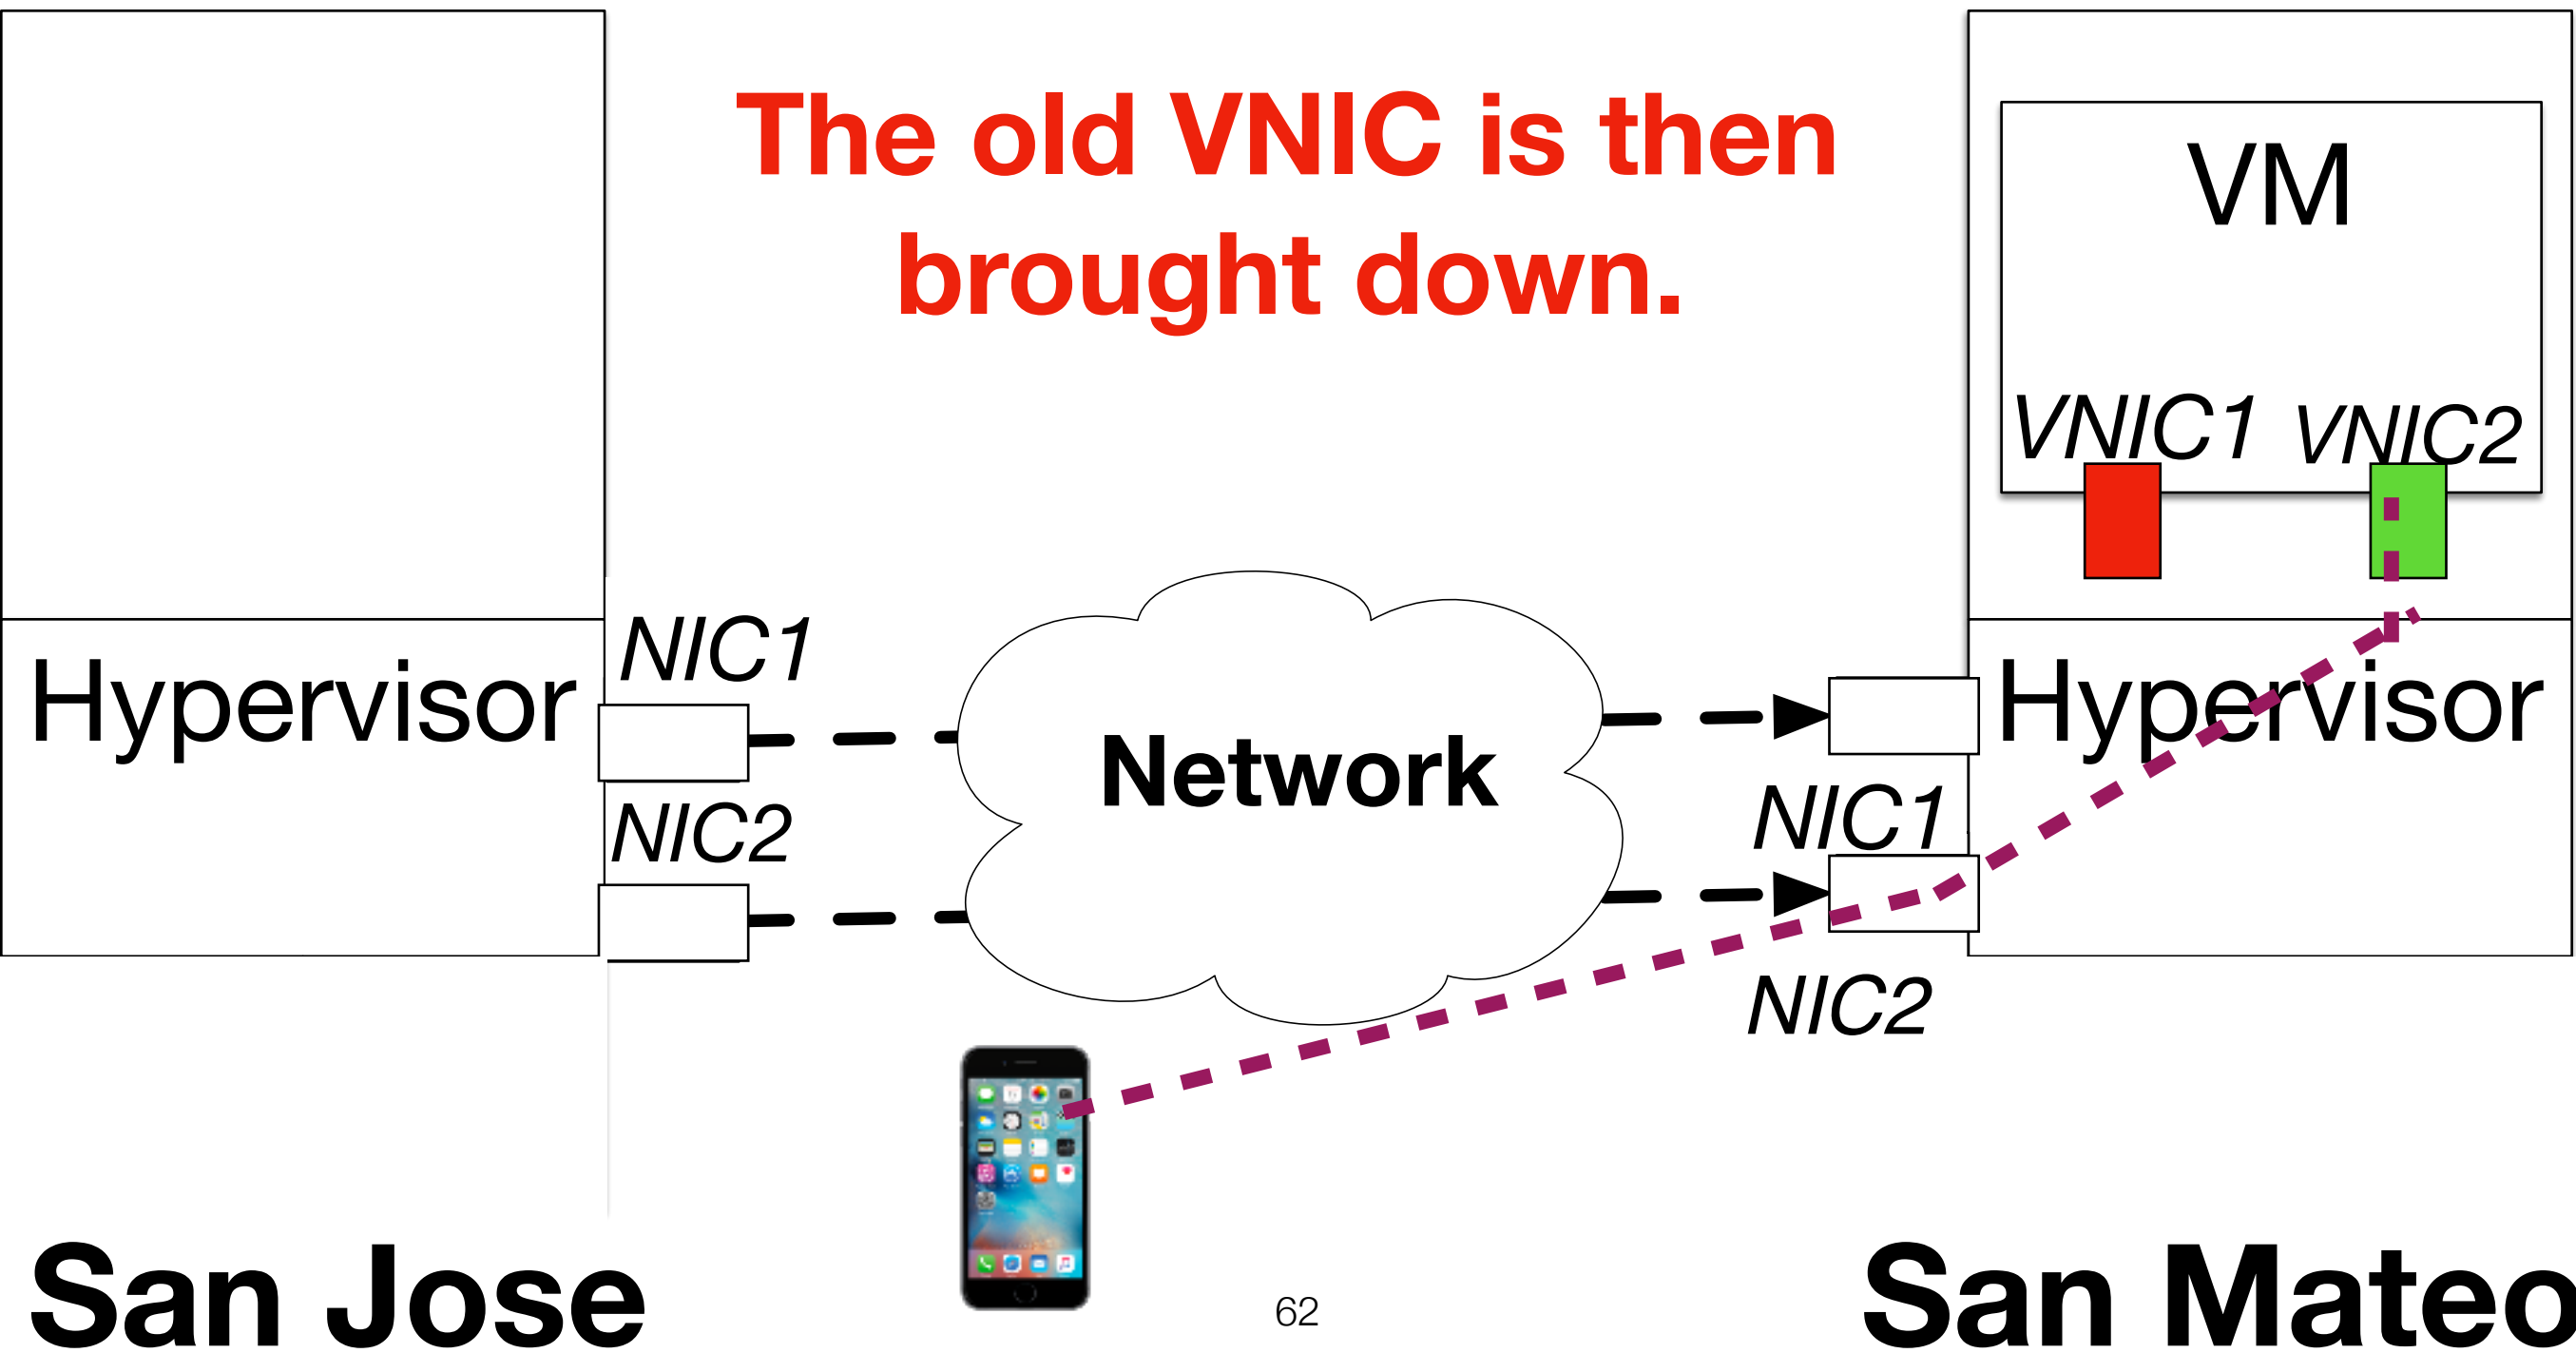 The old VNIC is then
brought down.
VM
VNIC1 VNIC2
Hypervisor
NIC1
NIC2
Network
Hypervisor
NIC1
NIC2
San Jose
62
San Mateo